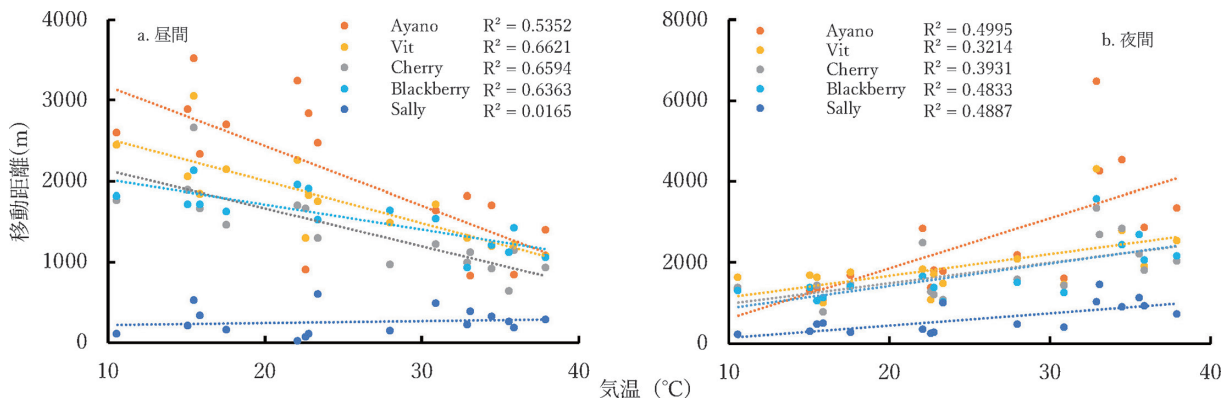 4000
3000
2000
1000
0
a. 昼間
Ayano R² = 0.5352
Vit R² = 0.6621
Cherry R² = 0.6594
Blackberry R² = 0.6363
Sally R² = 0.0165
10 20 30 40
移動距離(m)
8000
6000
4000
2000
0
b. 夜間
Ayano R² = 0.4995
Vit R² = 0.3214
Cherry R² = 0.3931
Blackberry R² = 0.4833
Sally R² = 0.4887
10 20 30 40
気温（℃）